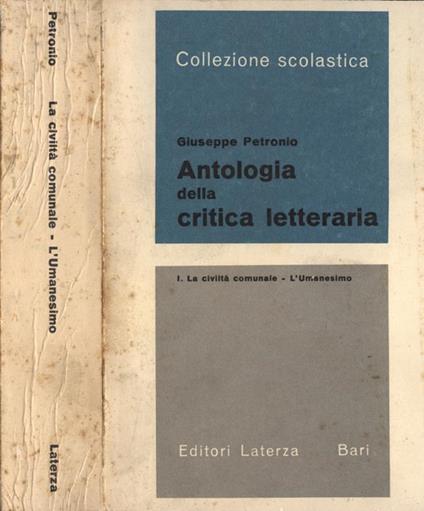 Petronio La civiltà comunale - L'Umanesimo Laterza
Collezione scolastica
Giuseppe Petronio
Antologia
della
critica letteraria
I. La civiltà comunale - L'Umanesimo
Editori Laterza Bari